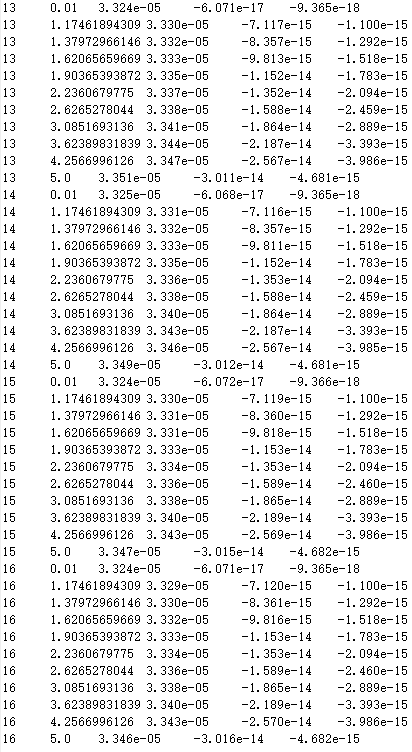 13 0.01 3.324e-05 -6.071e-17 -9.365e-18
13 1.17461894309 3.330e-05 -7.117e-15 -1.100e-15
13 1.37972966146 3.332e-05 -8.357e-15 -1.292e-15
13 1.62065659669 3.333e-05 -9.813e-15 -1.518e-15
13 1.90365393872 3.335e-05 -1.152e-14 -1.783e-15
13 2.2360679775 3.337e-05 -1.352e-14 -2.094e-15
13 2.6265278044 3.338e-05 -1.588e-14 -2.459e-15
13 3.0851693136 3.341e-05 -1.864e-14 -2.889e-15
13 3.62389831839 3.344e-05 -2.187e-14 -3.393e-15
13 4.2566996126 3.347e-05 -2.567e-14 -3.986e-15
13 5.0 3.351e-05 -3.011e-14 -4.681e-15
14 0.01 3.325e-05 -6.068e-17 -9.365e-18
14 1.17461894309 3.331e-05 -7.116e-15 -1.100e-15
14 1.37972966146 3.332e-05 -8.357e-15 -1.292e-15
14 1.62065659669 3.333e-05 -9.811e-15 -1.518e-15
14 1.90365393872 3.335e-05 -1.152e-14 -1.783e-15
14 2.2360679775 3.336e-05 -1.353e-14 -2.094e-15
14 2.6265278044 3.338e-05 -1.588e-14 -2.459e-15
14 3.0851693136 3.340e-05 -1.864e-14 -2.889e-15
14 3.62389831839 3.343e-05 -2.187e-14 -3.393e-15
14 4.2566996126 3.346e-05 -2.567e-14 -3.985e-15
14 5.0 3.349e-05 -3.012e-14 -4.681e-15
15 0.01 3.324e-05 -6.072e-17 -9.366e-18
15 1.17461894309 3.330e-05 -7.119e-15 -1.100e-15
15 1.37972966146 3.331e-05 -8.360e-15 -1.292e-15
15 1.62065659669 3.331e-05 -9.818e-15 -1.518e-15
15 1.90365393872 3.333e-05 -1.153e-14 -1.783e-15
15 2.2360679775 3.334e-05 -1.353e-14 -2.094e-15
15 2.6265278044 3.336e-05 -1.589e-14 -2.460e-15
15 3.0851693136 3.338e-05 -1.865e-14 -2.889e-15
15 3.62389831839 3.340e-05 -2.189e-14 -3.393e-15
15 4.2566996126 3.343e-05 -2.569e-14 -3.986e-15
15 5.0 3.347e-05 -3.015e-14 -4.682e-15
16 0.01 3.324e-05 -6.071e-17 -9.365e-18
16 1.17461894309 3.329e-05 -7.120e-15 -1.100e-15
16 1.37972966146 3.330e-05 -8.361e-15 -1.292e-15
16 1.62065659669 3.332e-05 -9.816e-15 -1.518e-15
16 1.90365393872 3.333e-05 -1.153e-14 -1.783e-15
16 2.2360679775 3.334e-05 -1.353e-14 -2.094e-15
16 2.6265278044 3.336e-05 -1.589e-14 -2.460e-15
16 3.0851693136 3.338e-05 -1.865e-14 -2.889e-15
16 3.62389831839 3.340e-05 -2.189e-14 -3.393e-15
16 4.2566996126 3.343e-05 -2.570e-14 -3.986e-15
16 5.0 3.346e-05 -3.016e-14 -4.682e-15